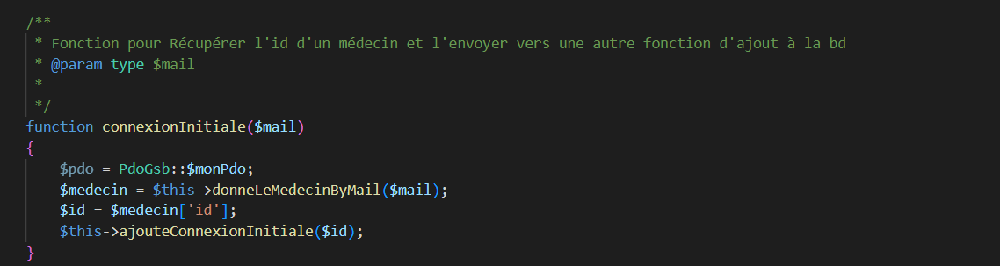 /**
* Fonction pour Récupérer l'id d'un médecin et l'envoyer vers une autre fonction d'ajout à la bd
* @param type $mail
*
*/
function connexionInitiale($mail)
{
$pdo = PdoGsb::$monPdo;
$medecin = $this->donneLeMedecinByMail($mail);
$id = $medecin['id'];
$this->ajouteConnexionInitiale($id);
}